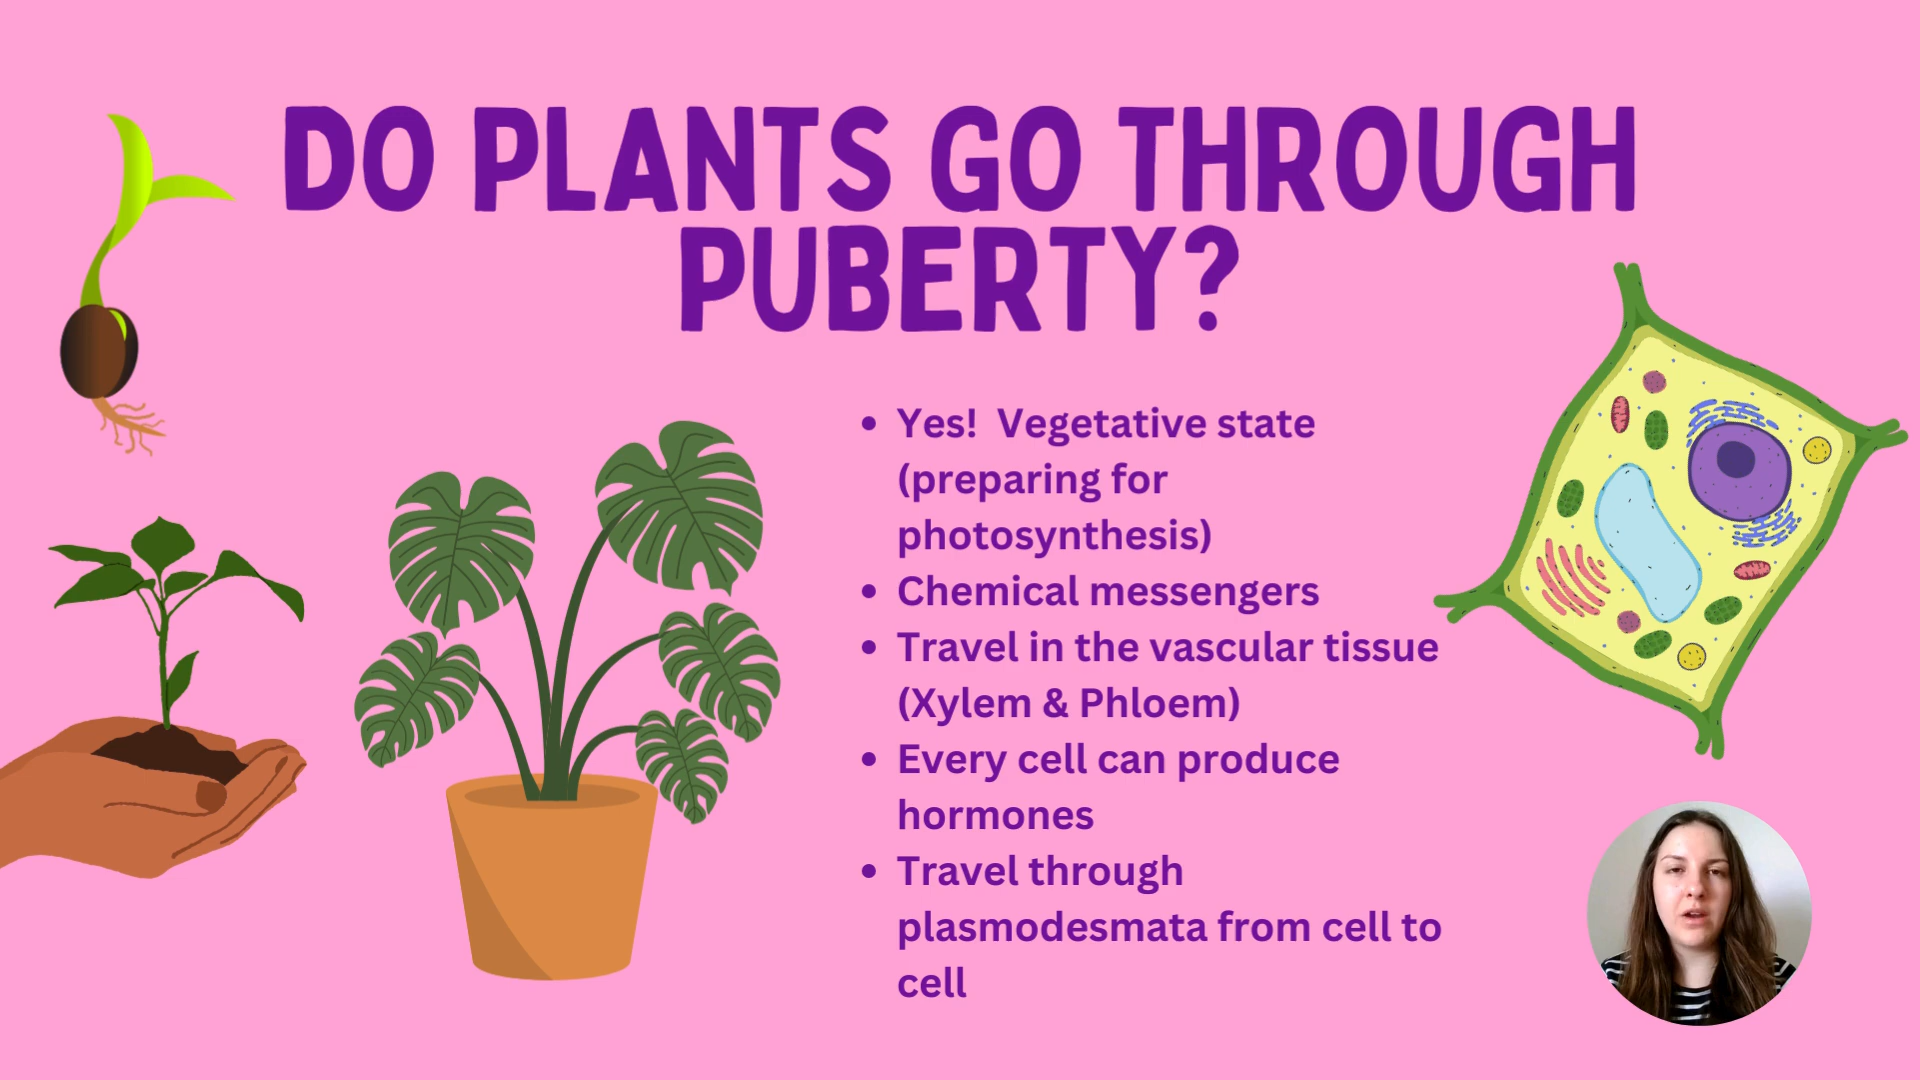 DO PLANTS GO THROUGH
PUBERTY?
• Yes!  Vegetative state
(preparing for
photosynthesis)
• Chemical messengers
• Travel in the vascular tissue
(Xylem & Phloem)
• Every cell can produce
hormones
• Travel through
plasmodesmata from cell to
cell